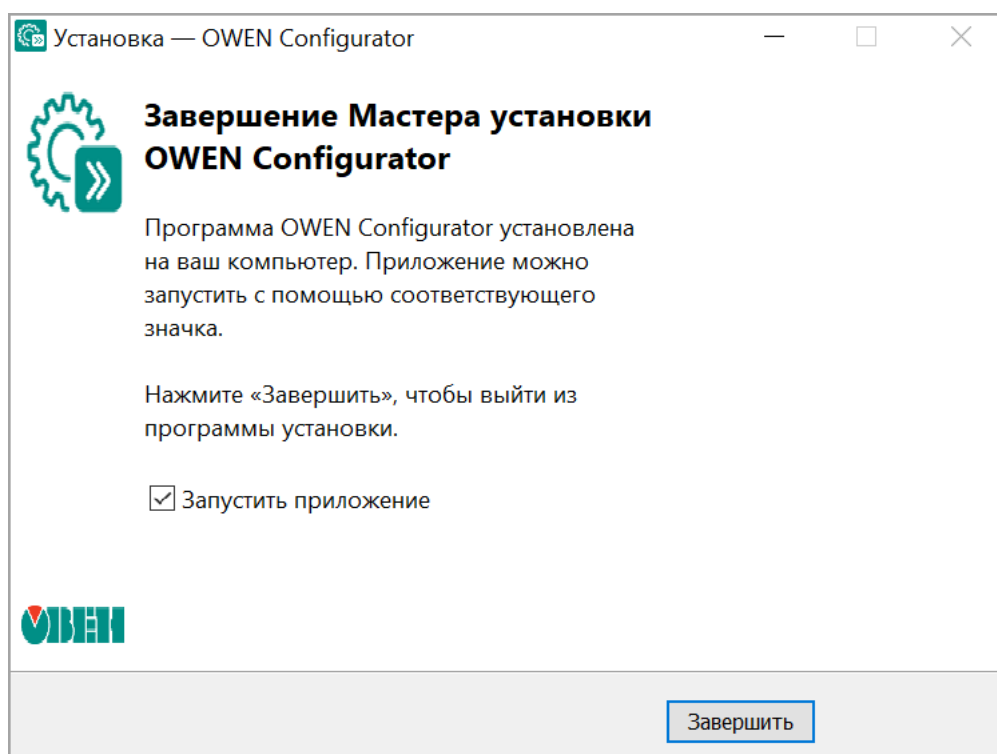 Установка — OWEN Configurator
Завершение Мастера установки
OWEN Configurator
Программа OWEN Configurator установлена
на ваш компьютер. Приложение можно
запустить с помощью соответствующего
значка.
Нажмите «Завершить», чтобы выйти из
программы установки.
Запустить приложение
ОВЕН
Завершить